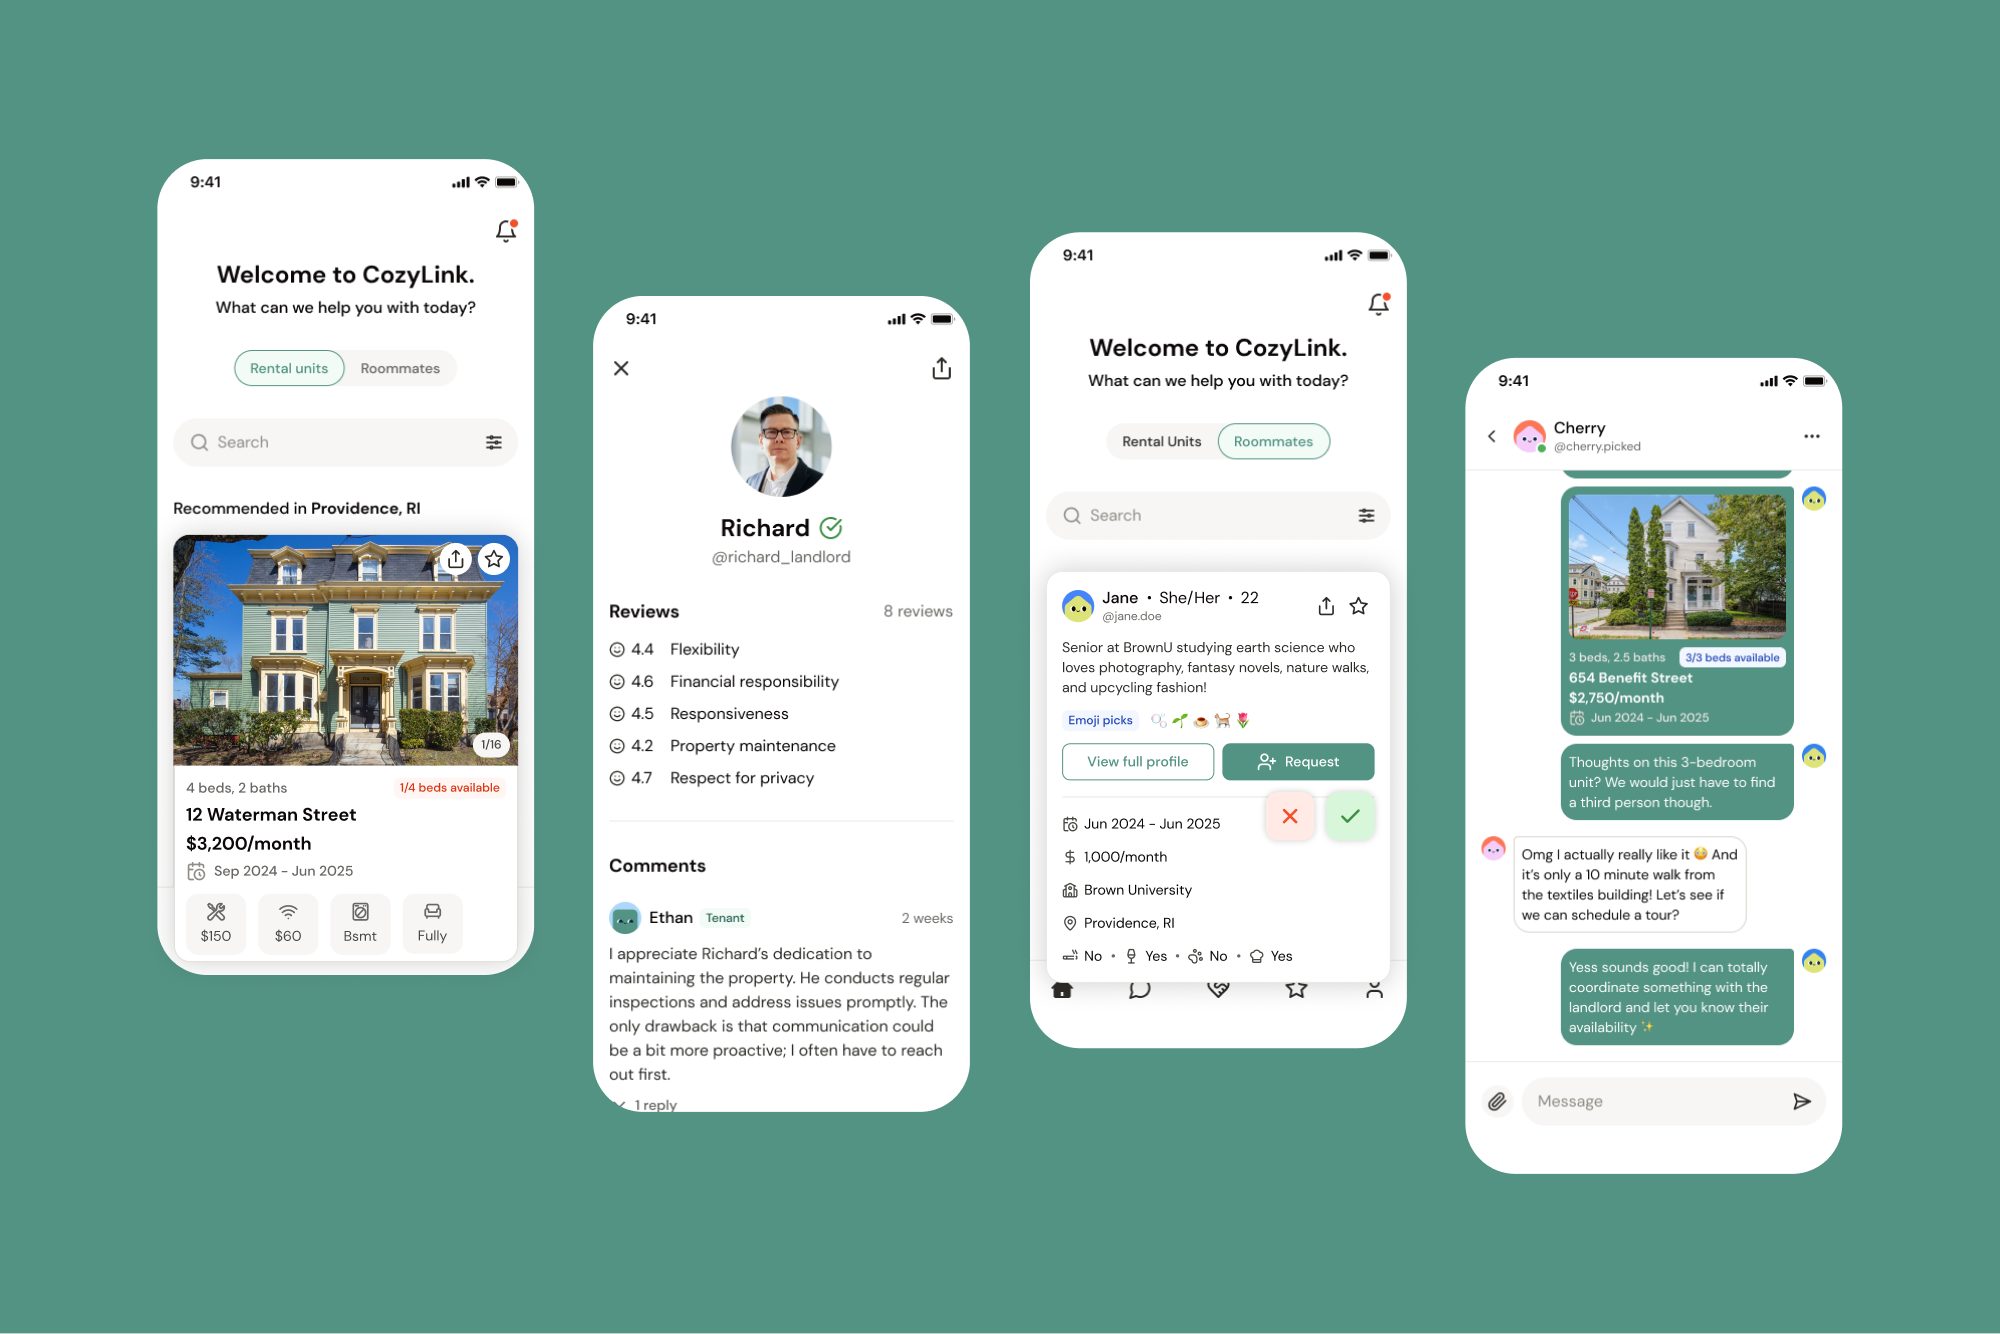 9:41
Welcome to CozyLink.
What can we help you with today?
Rental units
Roommates
Search
Recommended in Providence, RI
1/16
4 beds, 2 baths
1/4 beds available
12 Waterman Street
$3,200/month
Sep 2024 - Jun 2025
$150
$60
Bsmt
Fully
9:41
Richard
@richard_landlord
Reviews
8 reviews
4.4 Flexibility
4.6 Financial responsibility
4.5 Responsiveness
4.2 Property maintenance
4.7 Respect for privacy
Comments
Ethan
Tenant
2 weeks
I appreciate Richard's dedication to
maintaining the property. He conducts regular
inspections and address issues promptly. The
only drawback is that communication could
be a bit more proactive; I often have to reach
out first.
1 reply
9:41
Welcome to CozyLink.
What can we help you with today?
Rental Units
Roommates
Search
Jane • She/Her • 22
@jane.doe
Senior at BrownU studying earth science who
loves photography, fantasy novels, nature walks,
and upcycling fashion!
Emoji picks
View full profile
Request
Jun 2024 - Jun 2025
$ 1,000/month
Brown University
Providence, RI
No • Yes • No • Yes
9:41
Cherry
@cherry.picked
3 beds, 2.5 baths
3/3 beds available
654 Benefit Street
$2,750/month
Jun 2024 - Jun 2025
Thoughts on this 3-bedroom
unit? We would just have to find
a third person though.
Omg I actually really like it 😳 And
it's only a 10 minute walk from
the textiles building! Let's see if
we can schedule a tour?
Yess sounds good! I can totally
coordinate something with the
landlord and let you know their
availability ✨
Message